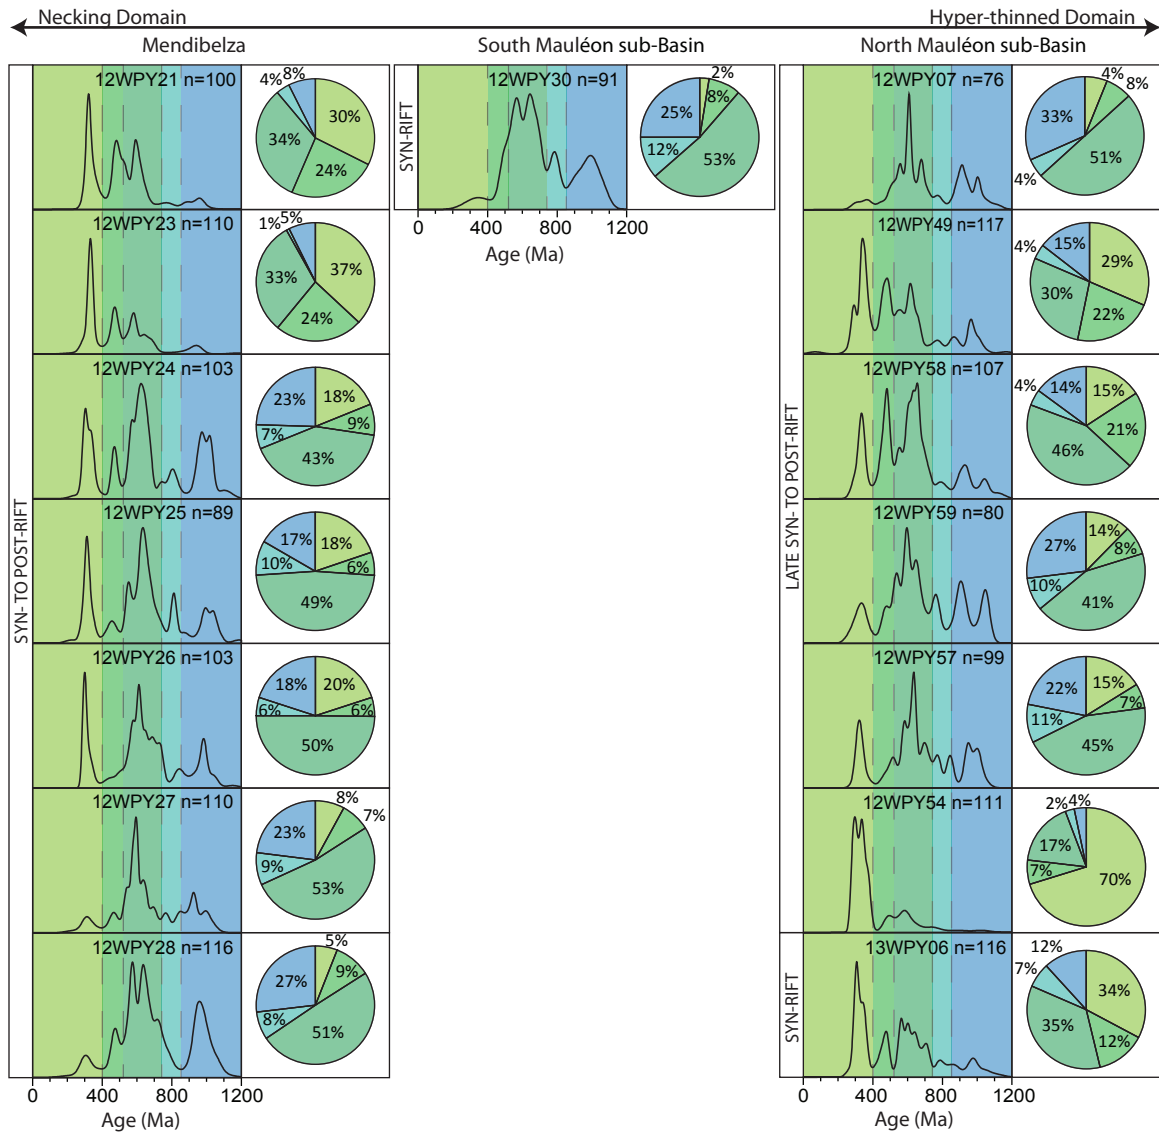 Necking Domain
Hyper-thinned Domain
Mendibelza
South Mauléon sub-Basin
North Mauléon sub-Basin
SYN- TO POST-RIFT
12WPY21 n=100
4% 8%
30%
34%
24%
12WPY23 n=110
1% 5%
37%
33%
24%
12WPY24 n=103
23% 18%
9%
7%
43%
12WPY25 n=89
17% 18%
10% 6%
49%
12WPY26 n=103
18% 20%
6% 6%
50%
12WPY27 n=110
8%
7%
23%
9%
53%
12WPY28 n=116
5%
9%
27%
8%
51%
0 400 800 1200
Age (Ma)
SYN-RIFT
12WPY30 n=91
2%
8%
25%
12%
53%
0 400 800 1200
Age (Ma)
LATE SYN- TO POST-RIFT
12WPY07 n=76
4%
8%
33%
51%
4%
12WPY49 n=117
4%
15%
29%
30%
22%
12WPY58 n=107
4%
14% 15%
21%
46%
12WPY59 n=80
14%
8%
27%
10%
41%
12WPY57 n=99
22% 15%
7%
11%
45%
12WPY54 n=111
2% 4%
17%
7%
70%
SYN-RIFT
13WPY06 n=116
12%
7%
34%
35%
12%
0 400 800 1200
Age (Ma)